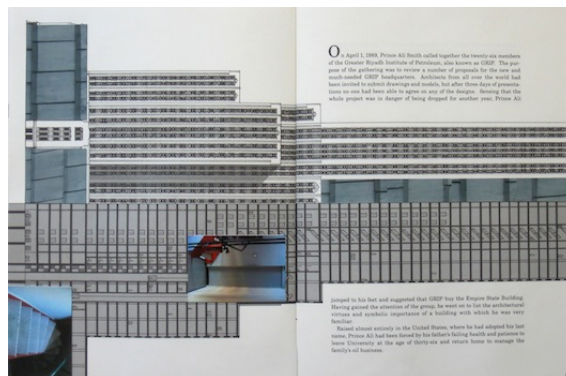 On April 1, 1989, Prince Ali Smith called together the twenty-six members
of the Greater Riyadh Institute of Petroleum, also known as GRIP. The pur-
pose of the gathering was to review a number of proposals for the new and
much-needed GRIP headquarters. Architects from all over the world had
been invited to submit drawings and models, but after three days of presenta-
tions no one had been able to agree on any of the designs. Sensing that the
whole project was in danger of being dropped for another year, Prince Ali
jumped to his feet and suggested that GRIP buy the Empire State Building.
Having gained the attention of the group, he went on to list the architectural
virtues and symbolic importance of a building with which he was very
familiar.
Raised almost entirely in the United States, where he had adopted his last
name, Prince Ali had been forced by his father's failing health and patience to
leave University at the age of thirty-six and return home to manage the
family's oil business.